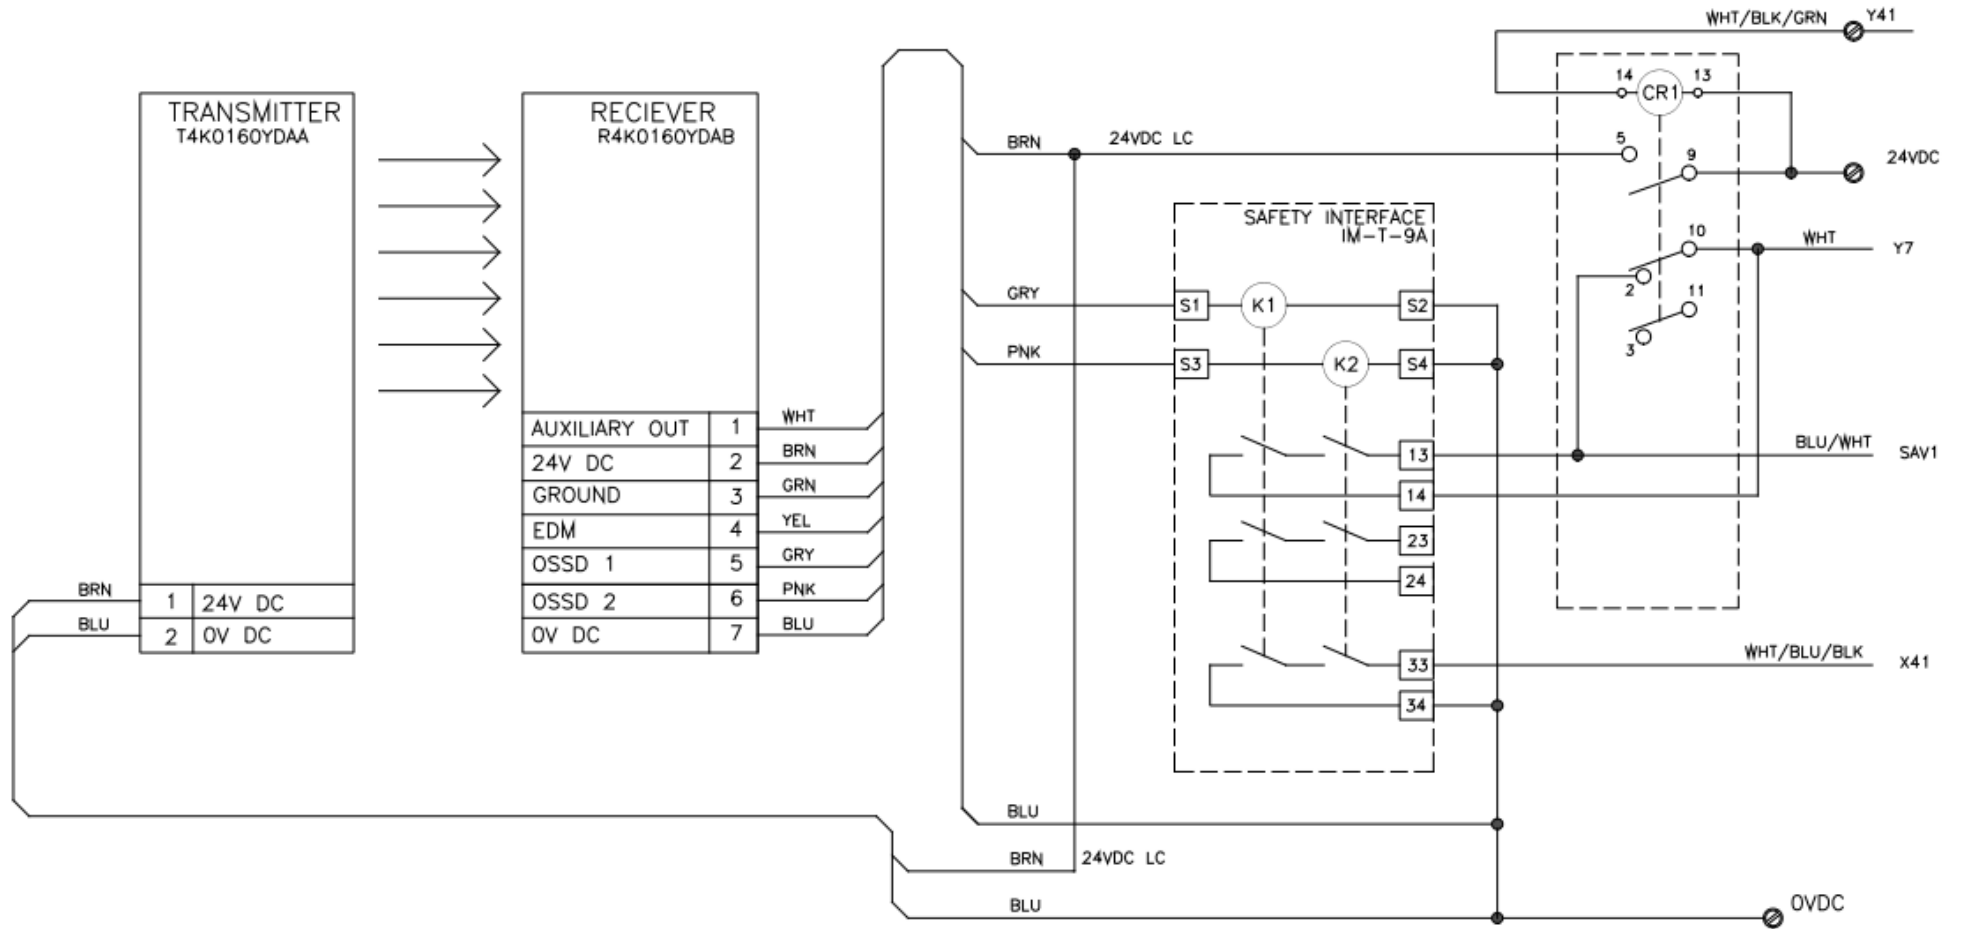 WHT/BLK/GRN Y41
TRANSMITTER
T4K0160YDAA
RECIEVER
R4K0160YDAB
14 CR1 13
BRN 24VDC LC 5
9 24VDC
SAFETY INTERFACE
IM-T-9A
10 WHT Y7
2
11
3
GRY S1 K1 S2
PNK S3 K2 S4
AUXILIARY OUT 1 WHT
24V DC 2 BRN
GROUND 3 GRN
EDM 4 YEL
OSSD 1 5 GRY
OSSD 2 6 PNK
0V DC 7 BLU
BRN 1 24V DC
BLU 2 0V DC
13 BLU/WHT SAV1
14
23
24
33 WHT/BLU/BLK X41
34
BLU
BRN 24VDC LC
BLU 0VDC